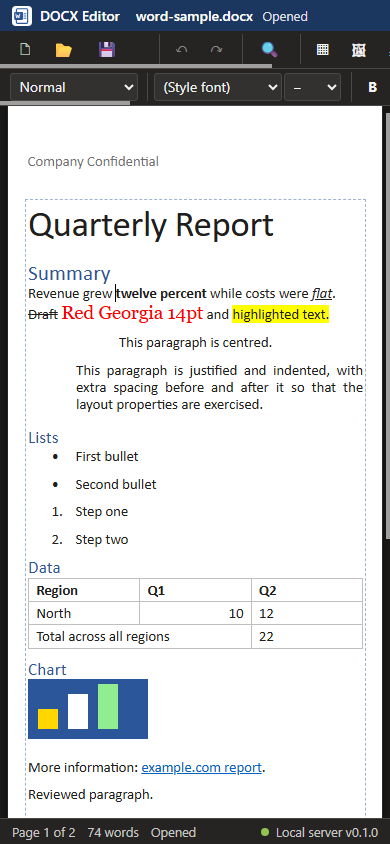 DOCX Editor word-sample.docx Opened
Normal (Style font) – B
Company Confidential
Quarterly Report
Summary
Revenue grew twelve percent while costs were flat.
Draft Red Georgia 14pt and highlighted text.
This paragraph is centred.
This paragraph is justified and indented, with
extra spacing before and after it so that the
layout properties are exercised.
Lists
• First bullet
• Second bullet
1. Step one
2. Step two
Data
Region Q1 Q2
North 10 12
Total across all regions 22
Chart
More information: example.com report.
Reviewed paragraph.
Page 1 of 2 74 words Opened Local server v0.1.0